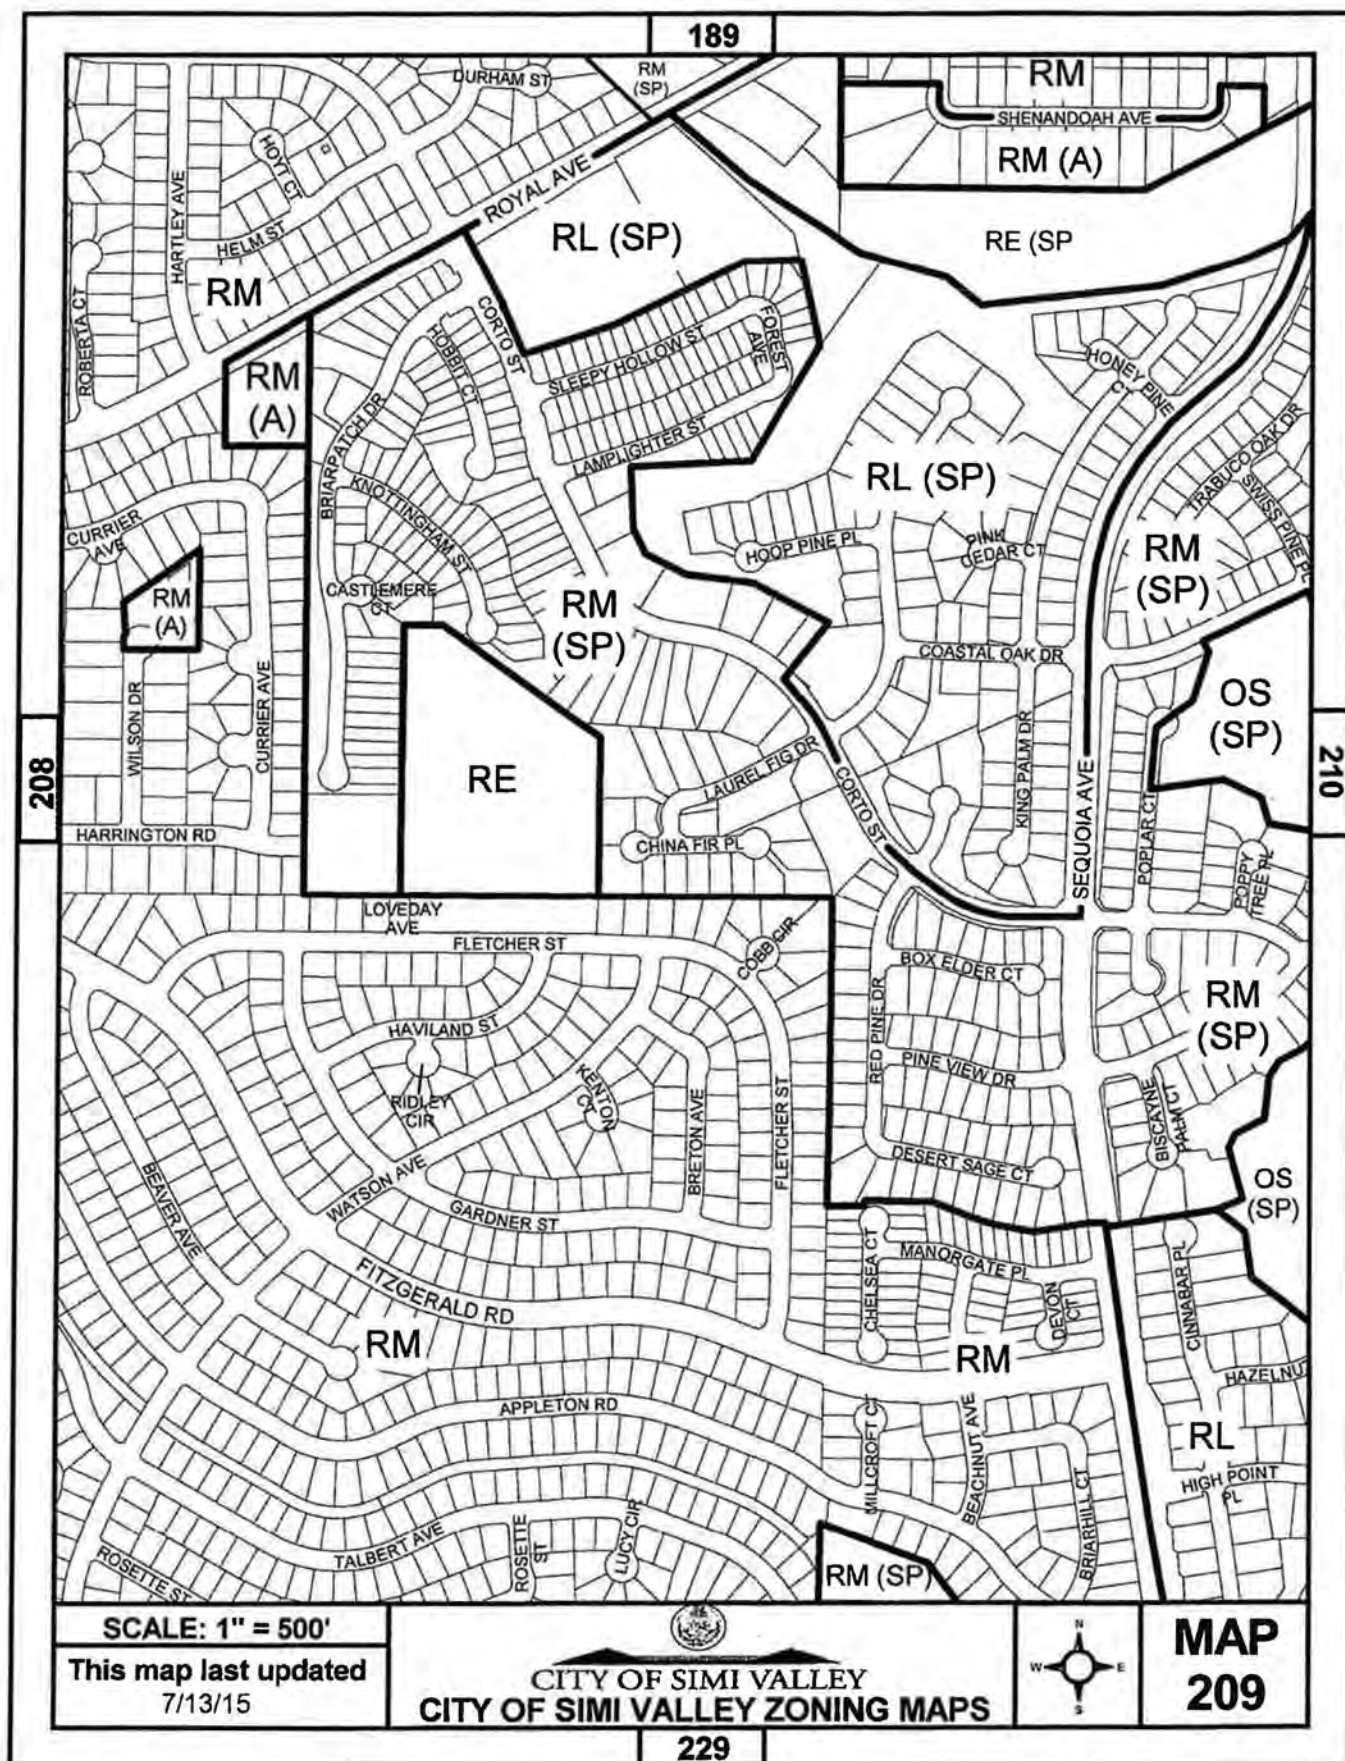 189
DURHAM ST
RM
(SP)
RM
SHENANDOAH AVE
RM (A)
HOYT CT
HARTLEY AVE
HELM ST
ROYAL AVE
RL (SP)
RE (SP
RM
ROBERTA CT
CORTO ST
HOBBIT CT
SLEEPY HOLLOW ST
FOREST
AVE
HONEY PINE
CT
RM
(A)
BRIARPATCH DR
LAMPLIGHTER ST
RL (SP)
TRABUCO OAK DR
SWISS PINE PL
KNOTTINGHAM ST
CURRIER
AVE
HOOP PINE PL
PINK
CEDAR CT
RM
(SP)
RM
(A)
CASTLEMERE
CT
RM
(SP)
COASTAL OAK DR
OS
(SP)
WILSON DR
CURRIER AVE
RE
LAUREL FIG DR
CORTO ST
KING PALM DR
SEQUOIA AVE
POPLAR CT
208
210
HARRINGTON RD
CHINA FIR PL
POPPY
TREE PL
LOVEDAY
AVE
FLETCHER ST
COBB CIR
BOX ELDER CT
RM
(SP)
HAVILAND ST
RED PINE DR
PINE VIEW DR
RIDLEY
CIR
KENTON
CT
BRETON AVE
FLETCHER ST
BISCAYNE
PALM CT
BEAVER AVE
WATSON AVE
DESERT SAGE CT
OS
(SP)
GARDNER ST
CHELSEA CT
MANORGATE PL
CINNABAR PL
FITZGERALD RD
DEVON
CT
RM
RM
HAZELNU
APPLETON RD
MILLCROFT CT
BEACHNUT AVE
RL
HIGH POINT
PL
BRIARHILL CT
TALBERT AVE
ROSETTE
ST
LUCY CIR
ROSETTE ST
RM (SP)
SCALE: 1" = 500'
This map last updated
7/13/15
CITY OF SIMI VALLEY
CITY OF SIMI VALLEY ZONING MAPS
N
W
E
S
MAP
209
229